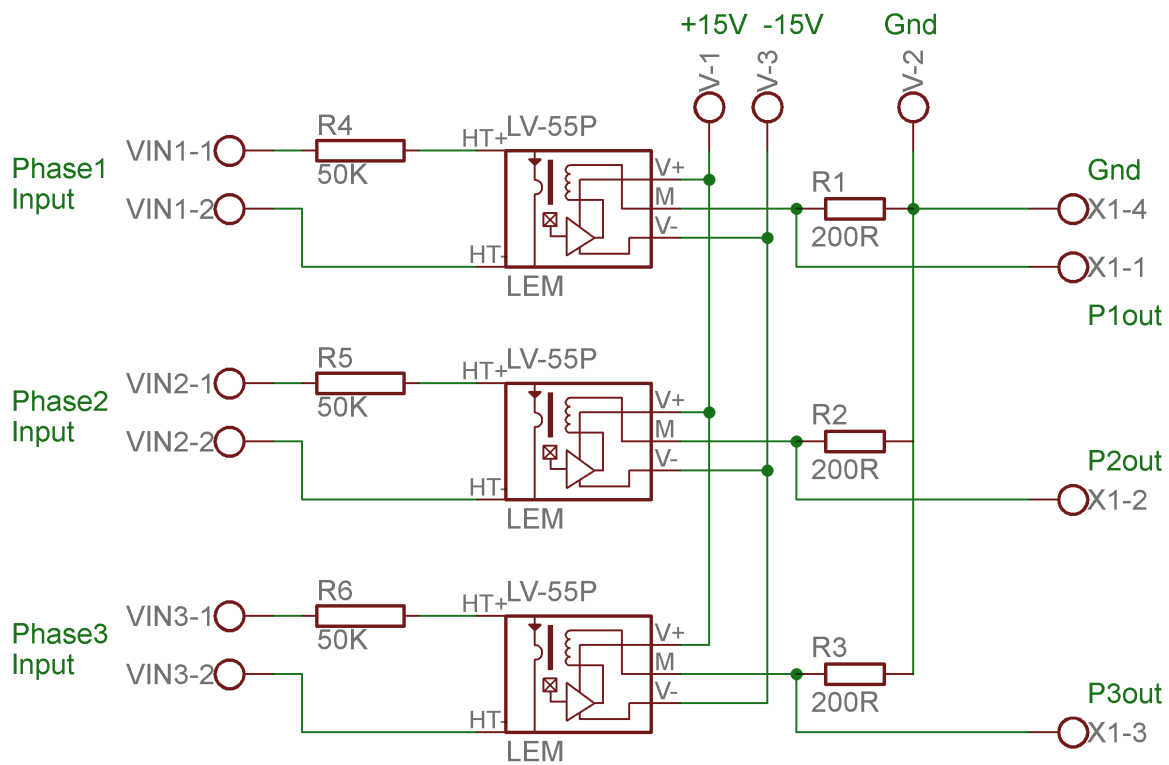 +15V -15V Gnd
V-1 V-3 V-2
R4 HT+ LV-55P
VIN1-1
50K
Phase1
Input
VIN1-2
V+
M
V-
R1
200R
Gnd
X1-4
X1-1
P1out
HT-
LEM
R5 HT+ LV-55P
VIN2-1
50K
Phase2
Input
VIN2-2
V+
M
V-
R2
200R
P2out
X1-2
HT-
LEM
R6 HT+ LV-55P
VIN3-1
50K
Phase3
Input
VIN3-2
V+
M
V-
R3
200R
P3out
X1-3
HT-
LEM